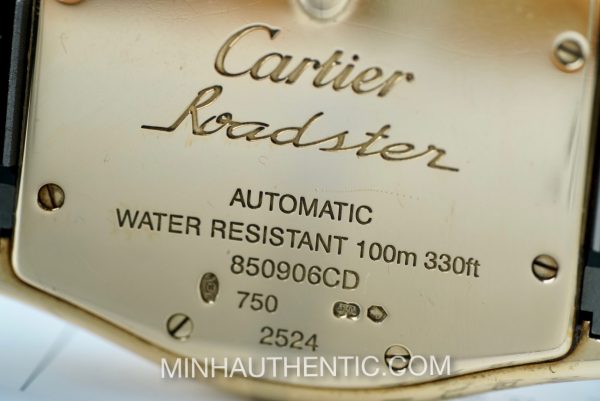 Cartier
Roadster
AUTOMATIC
WATER RESISTANT 100m 330ft
850906CD
750
2524
MINHAUTHENTIC.COM